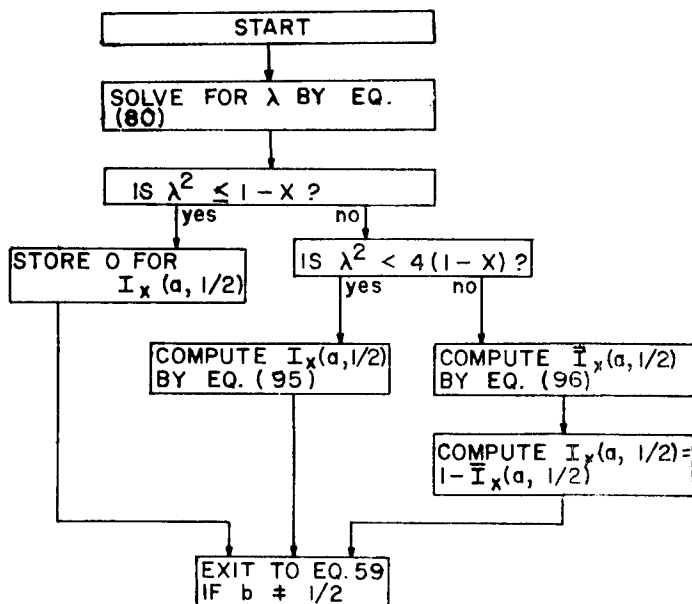 START
SOLVE FOR λ BY EQ.
(80)
IS λ² ≤ 1 - X ?
yes
no
STORE 0 FOR
I_x (a, 1/2)
IS λ² < 4 (1 - X) ?
yes
no
COMPUTE I_x(a,1/2)
BY EQ. (95)
COMPUTE Ī_x(a, 1/2)
BY EQ. (96)
COMPUTE I_x(a, 1/2)=
1-Ī_x(a, 1/2)
EXIT TO EQ. 59
IF b ≠ 1/2